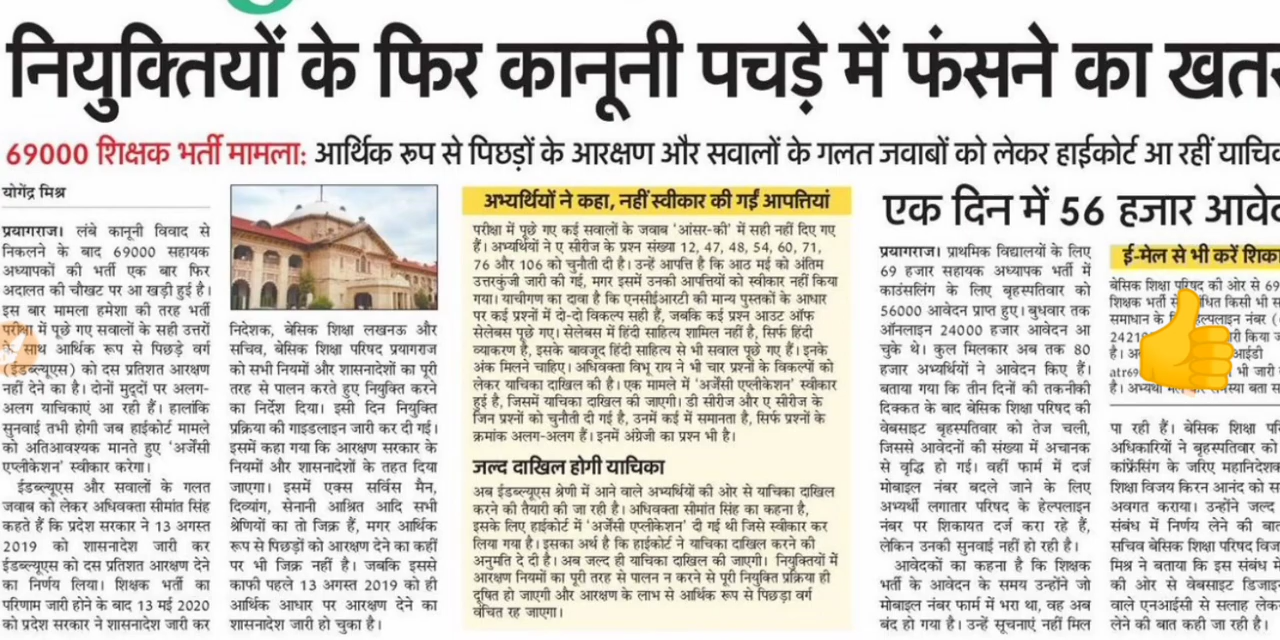 नियुक्तियों के फिर कानूनी पचड़े में फंसने का
69000 शिक्षक भर्ती मामला: आर्थिक रूप से पिछड़ों के आरक्षण और सवालों के गलत जवाबों को लेकर हाईकोर्ट आ रहीं
योगेंद्र मिश्र
प्रयागराज। लंबे कानूनी विवाद से
निकलने के बाद 69000 सहायक
अध्यापकों की भर्ती एक बार फिर
अदालत की चौखट पर आ खड़ी हुई है।
इस बार मामला हमेशा की तरह भर्ती
परीक्षा में पूछे गए सवालों के सही उत्तरों
के साथ आर्थिक रूप से पिछड़े वर्ग
(ईडब्ल्यूएस) को दस प्रतिशत आरक्षण
नहीं देने का है। दोनों मुद्दों पर अलग-
अलग याचिकाएं आ रही हैं। हालांकि
सुनवाई तभी होगी जब हाईकोर्ट मामले
को अतिआवश्यक मानते हुए 'अर्जेंसी
एप्लीकेशन' स्वीकार करेगा।
ईडब्ल्यूएस और सवालों के गलत
जवाब को लेकर अधिवक्ता सीमांत सिंह
कहते हैं कि प्रदेश सरकार ने 13 अगस्त
2019 को शासनादेश जारी कर
ईडब्ल्यूएस को दस प्रतिशत आरक्षण देने
का निर्णय लिया। शिक्षक भर्ती का
परिणाम जारी होने के बाद 13 मई 2020
को प्रदेश सरकार ने शासनादेश जारी कर
निदेशक, बेसिक शिक्षा लखनऊ और
सचिव, बेसिक शिक्षा परिषद प्रयागराज
को सभी नियमों और शासनादेशों का पूरी
तरह से पालन करते हुए नियुक्ति करने
का निर्देश दिया। इसी दिन नियुक्ति
प्रक्रिया की गाइडलाइन जारी कर दी गई।
इसमें कहा गया कि आरक्षण सरकार के
नियमों और शासनादेशों के तहत दिया
जाएगा। इसमें एक्स सर्विस मैन,
दिव्यांग, सेनानी आश्रित आदि सभी
श्रेणियों का तो जिक्र हैं, मगर आर्थिक
रूप से पिछड़ों को आरक्षण देने का कहीं
पर भी जिक्र नहीं है। जबकि इससे
काफी पहले 13 अगस्त 2019 को ही
आर्थिक आधार पर आरक्षण देने का
शासनादेश जारी हो चुका है।
अभ्यर्थियों ने कहा, नहीं स्वीकार की गईं आपत्तियां
परीक्षा में पूछे गए कई सवालों के जवाब 'आंसर-की' में सही नहीं दिए गए
हैं। अभ्यर्थियों ने ए सीरीज के प्रश्न संख्या 12, 47, 48, 54, 60, 71,
76 और 106 को चुनौती दी है। उन्हें आपत्ति है कि आठ मई को अंतिम
उत्तरकुंजी जारी की गई, मगर इसमें उनकी आपत्तियों को स्वीकार नहीं किया
गया। याचीगण का दावा है कि एनसीईआरटी की मान्य पुस्तकों के आधार
पर कई प्रश्नों में दो-दो विकल्प सही हैं, जबकि कई प्रश्न आउट ऑफ
सेलेबस पूछे गए। सेलेबस में हिंदी साहित्य शामिल नहीं है, सिर्फ हिंदी
व्याकरण है, इसके बावजूद हिंदी साहित्य से भी सवाल पूछे गए हैं। इनके
अंक मिलने चाहिए। अधिवक्ता विभू राय ने भी चार प्रश्नों के विकल्पों को
लेकर याचिका दाखिल की है। एक मामले में 'अर्जेंसी एप्लीकेशन' स्वीकार
हुई है, जिसमें याचिका दाखिल की जाएगी। डी सीरीज और ए सीरीज के
जिन प्रश्नों को चुनौती दी गई है, उनमें कई में समानता है, सिर्फ प्रश्नों के
क्रमांक अलग-अलग हैं। इनमें अंग्रेजी का प्रश्न भी है।
जल्द दाखिल होगी याचिका
अब ईडब्ल्यूएस श्रेणी में आने वाले अभ्यर्थियों की ओर से याचिका दाखिल
करने की तैयारी की जा रही है। अधिवक्ता सीमांत सिंह का कहना है,
इसके लिए हाईकोर्ट में 'अर्जेंसी एप्लीकेशन' दी गई थी जिसे स्वीकार कर
लिया गया है। इसका अर्थ है कि हाईकोर्ट ने याचिका दाखिल करने की
अनुमति दे दी है। अब जल्द ही याचिका दाखिल की जाएगी। नियुक्तियों में
आरक्षण नियमों का पूरी तरह से पालन न करने से पूरी नियुक्ति प्रक्रिया ही
दूषित हो जाएगी और आरक्षण के लाभ से आर्थिक रूप से पिछड़ा वर्ग
वंचित रह जाएगा।
एक दिन में 56 हजार
प्रयागराज। प्राथमिक विद्यालयों के लिए
69 हजार सहायक अध्यापक भर्ती में
काउंसलिंग के लिए बृहस्पतिवार को
56000 आवेदन प्राप्त हुए। बुधवार तक
ऑनलाइन 24000 हजार आवेदन आ
चुके थे। कुल मिलकार अब तक 80
हजार अभ्यर्थियों ने आवेदन किए हैं।
बताया गया कि तीन दिनों की तकनीकी
दिक्कत के बाद बेसिक शिक्षा परिषद की
वेबसाइट बृहस्पतिवार को तेज चली,
जिससे आवेदनों की संख्या में अचानक
से वृद्धि हो गई। वहीं फार्म में दर्ज
मोबाइल नंबर बदले जाने के लिए
अभ्यर्थी लगातार परिषद के हेल्पलाइन
नंबर पर शिकायत दर्ज करा रहे हैं,
लेकिन उनकी सुनवाई नहीं हो रही है।
आवेदकों का कहना है कि शिक्षक
भर्ती के आवेदन के समय उन्होंने जो
मोबाइल नंबर फार्म में भरा था, वह अब
बंद हो गया है। उन्हें सूचनाएं नहीं मिल
ई-मेल से भी करें
बेसिक शिक्षा परिषद की ओर से
शिक्षक भर्ती से किसी भी
समाधान के नंबर
जारी किया
है।
भी जारी
है।
पा रही हैं। बेसिक शिक्षा
अधिकारियों ने बृहस्पतिवार को
कांफ्रेंसिंग के जरिए महानिदेशक
शिक्षा विजय किरन आनंद को
अवगत कराया। उन्होंने जल्द
संबंध में निर्णय लेने की
सचिव बेसिक शिक्षा परिषद
मिश्र ने बताया कि इस संबंध में
की ओर से वेबसाइट
वाले एनआईसी से सलाह
लेने की बात कही जा रही है।